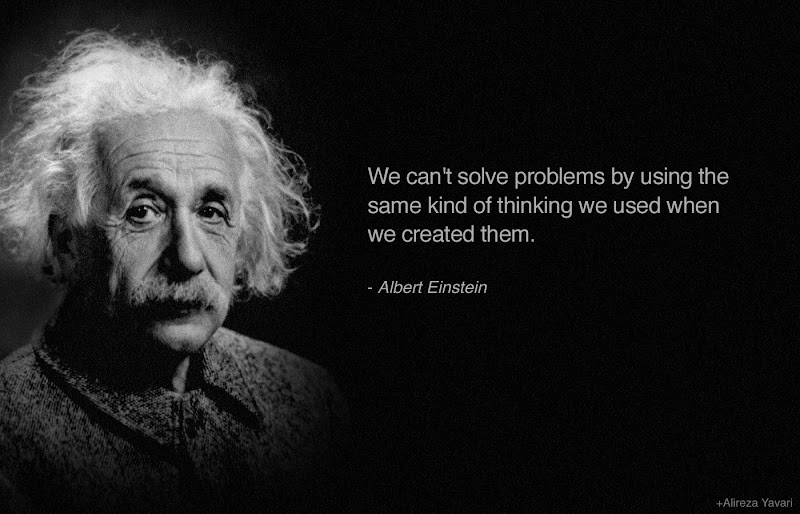 We can't solve problems by using the
same kind of thinking we used when
we created them.
- Albert Einstein
+Alireza Yavari